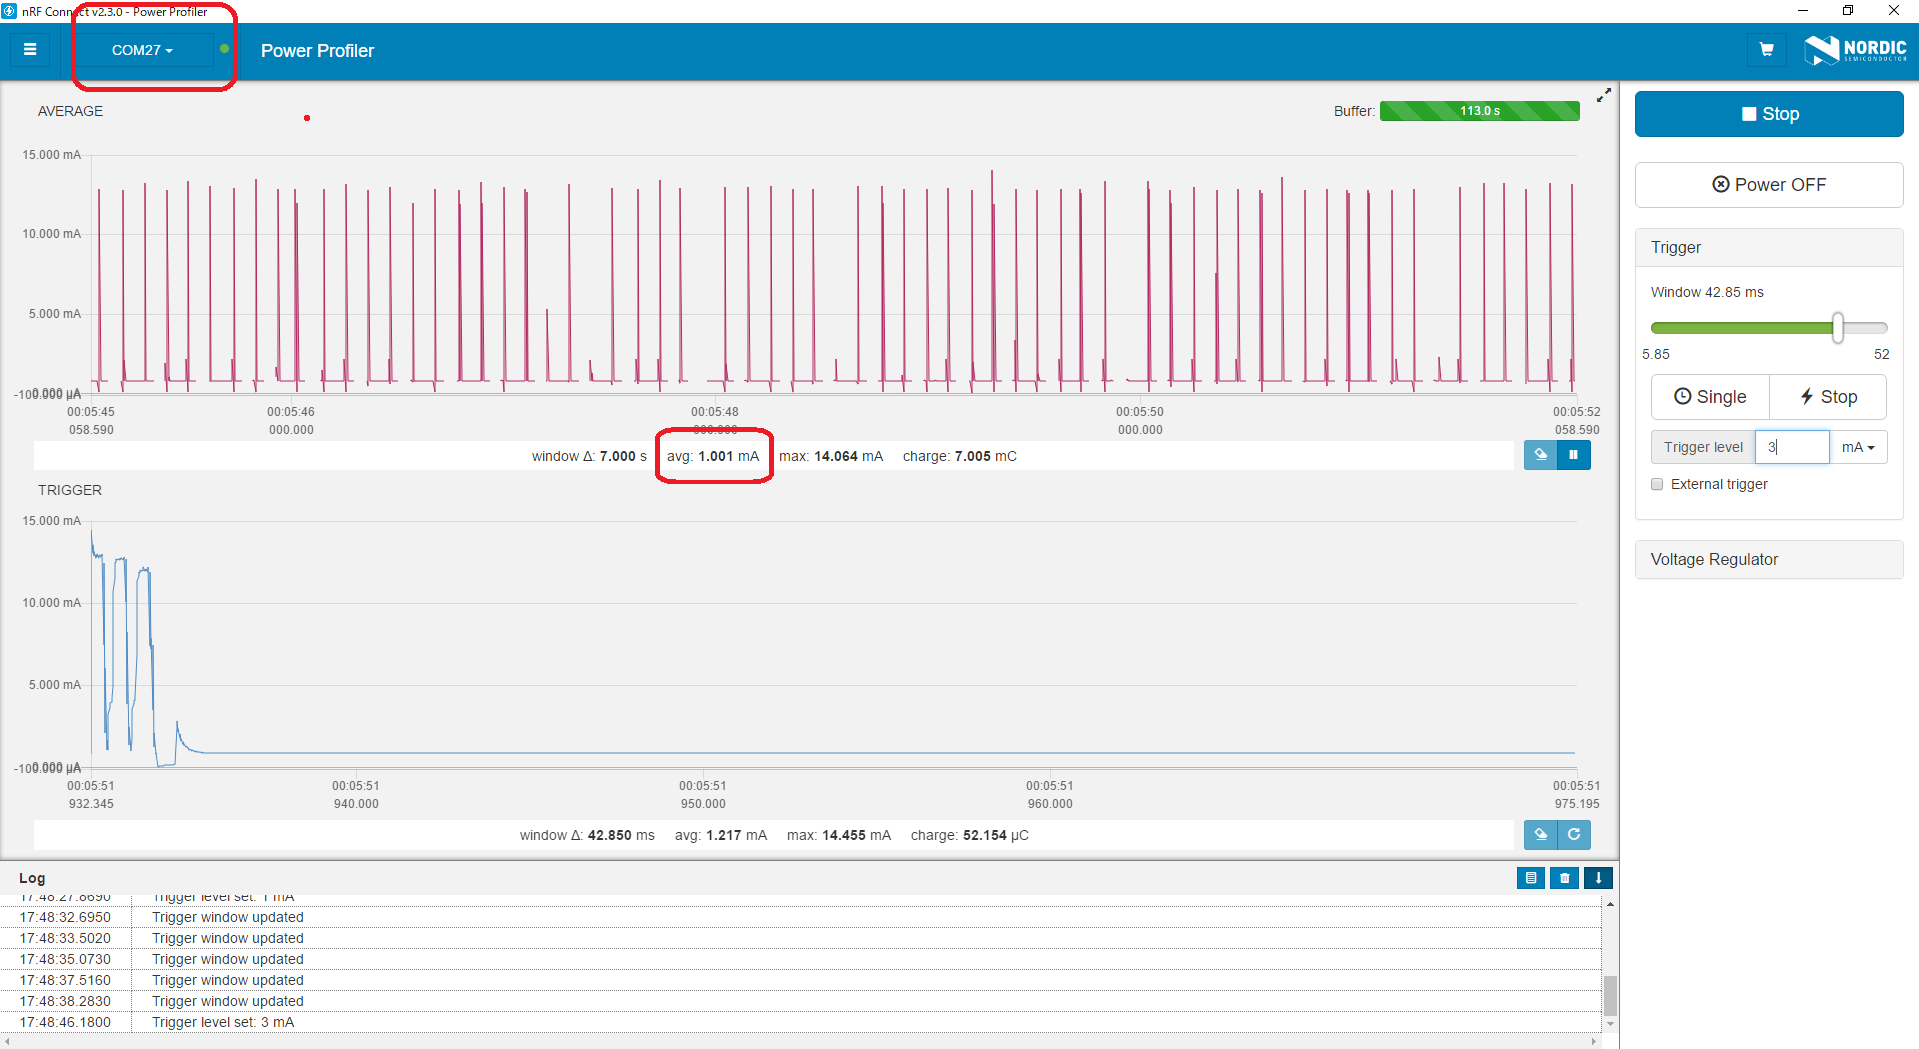 nRF Connect v2.3.0 - Power Profiler
COM27
Power Profiler
NORDIC
SEMICONDUCTOR
AVERAGE
Buffer: 113.0 s
15.000 mA
10.000 mA
5.000 mA
0.000 µA
-100.000 µA
00:05:45 00:05:46 00:05:48 00:05:50 00:05:52
058.590 000.000 000.000 000.000 058.590
window Δ: 7.000 s avg: 1.001 mA max: 14.064 mA charge: 7.005 mC
TRIGGER
15.000 mA
10.000 mA
5.000 mA
0.000 µA
-100.000 µA
00:05:51 00:05:51 00:05:51 00:05:51 00:05:51
932.345 940.000 950.000 960.000 975.195
window Δ: 42.850 ms avg: 1.217 mA max: 14.455 mA charge: 52.154 µC
Stop
Power OFF
Trigger
Window 42.85 ms
5.85 52
Single Stop
Trigger level 3 mA
External trigger
Voltage Regulator
Log
17:48:27.8690 Trigger level set: 1 mA
17:48:32.6950 Trigger window updated
17:48:33.5020 Trigger window updated
17:48:35.0730 Trigger window updated
17:48:37.5160 Trigger window updated
17:48:38.2830 Trigger window updated
17:48:46.1800 Trigger level set: 3 mA